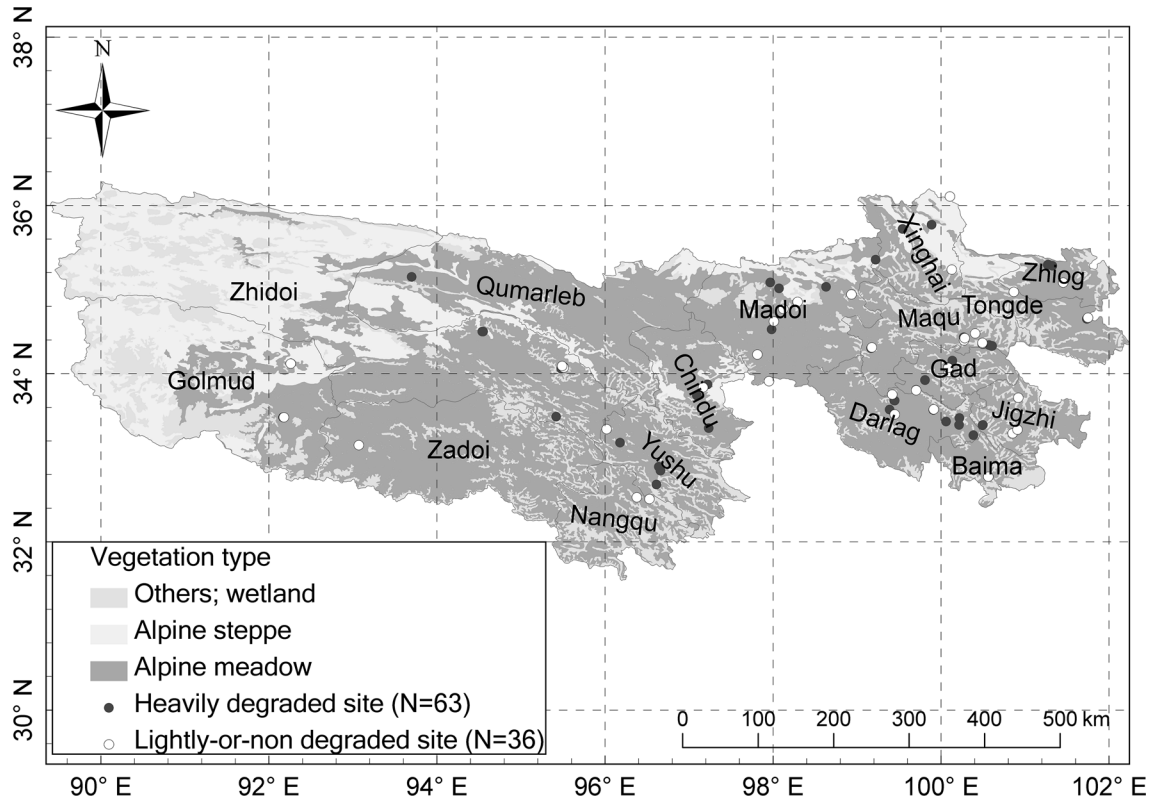 38° N
N
36° N
Xinghai
Zhiog
Zhidoi
Qumarleb
Madoi
Tongde
Maqu
34° N
Golmud
Chindu
Gad
Darlag
Jigzhi
Zadoi
Yushu
Baima
Nangqu
32° N
Vegetation type
Others; wetland
Alpine steppe
Alpine meadow
Heavily degraded site (N=63)
Lightly-or-non degraded site (N=36)
30° N
0 100 200 300 400 500 km
90° E 92° E 94° E 96° E 98° E 100° E 102° E